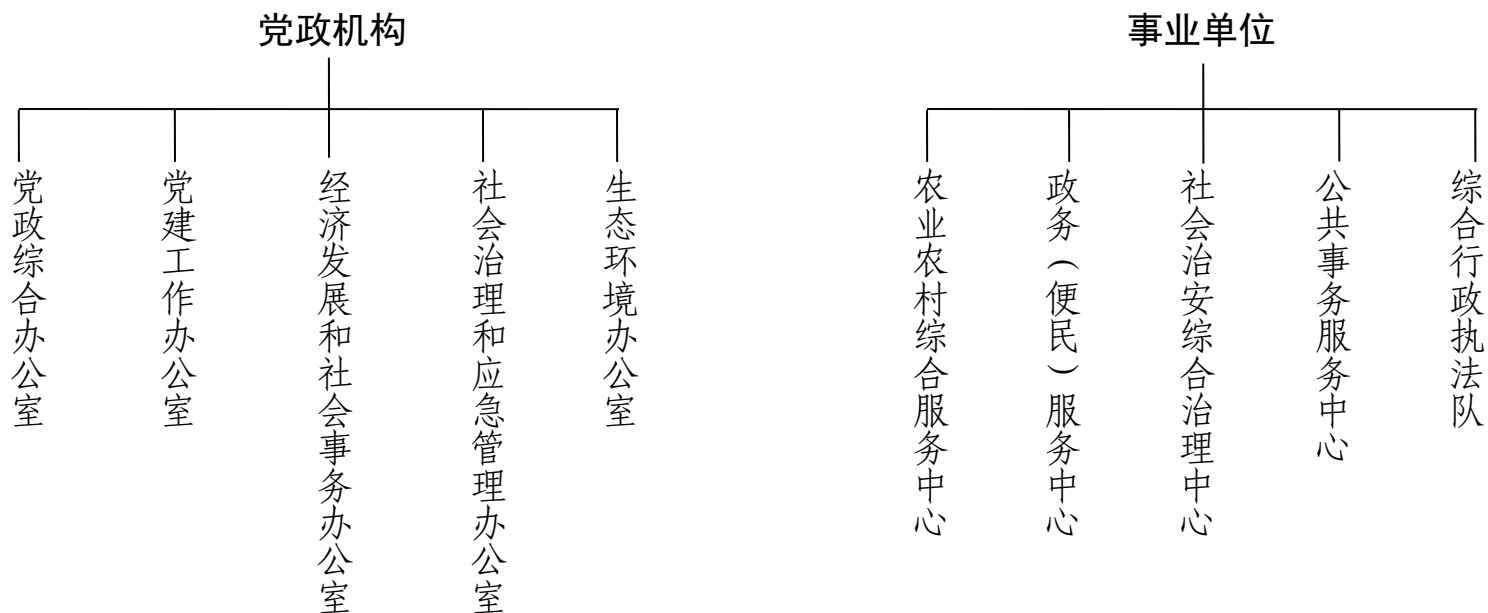 党政机构
事业单位
党政综合办公室
党建工作办公室
经济发展和社会事务办公室
社会治理和应急管理办公室
生态环境办公室
农业农村综合服务中心
政务（便民）服务中心
社会治安综合治理中心
公共事务服务中心
综合行政执法队